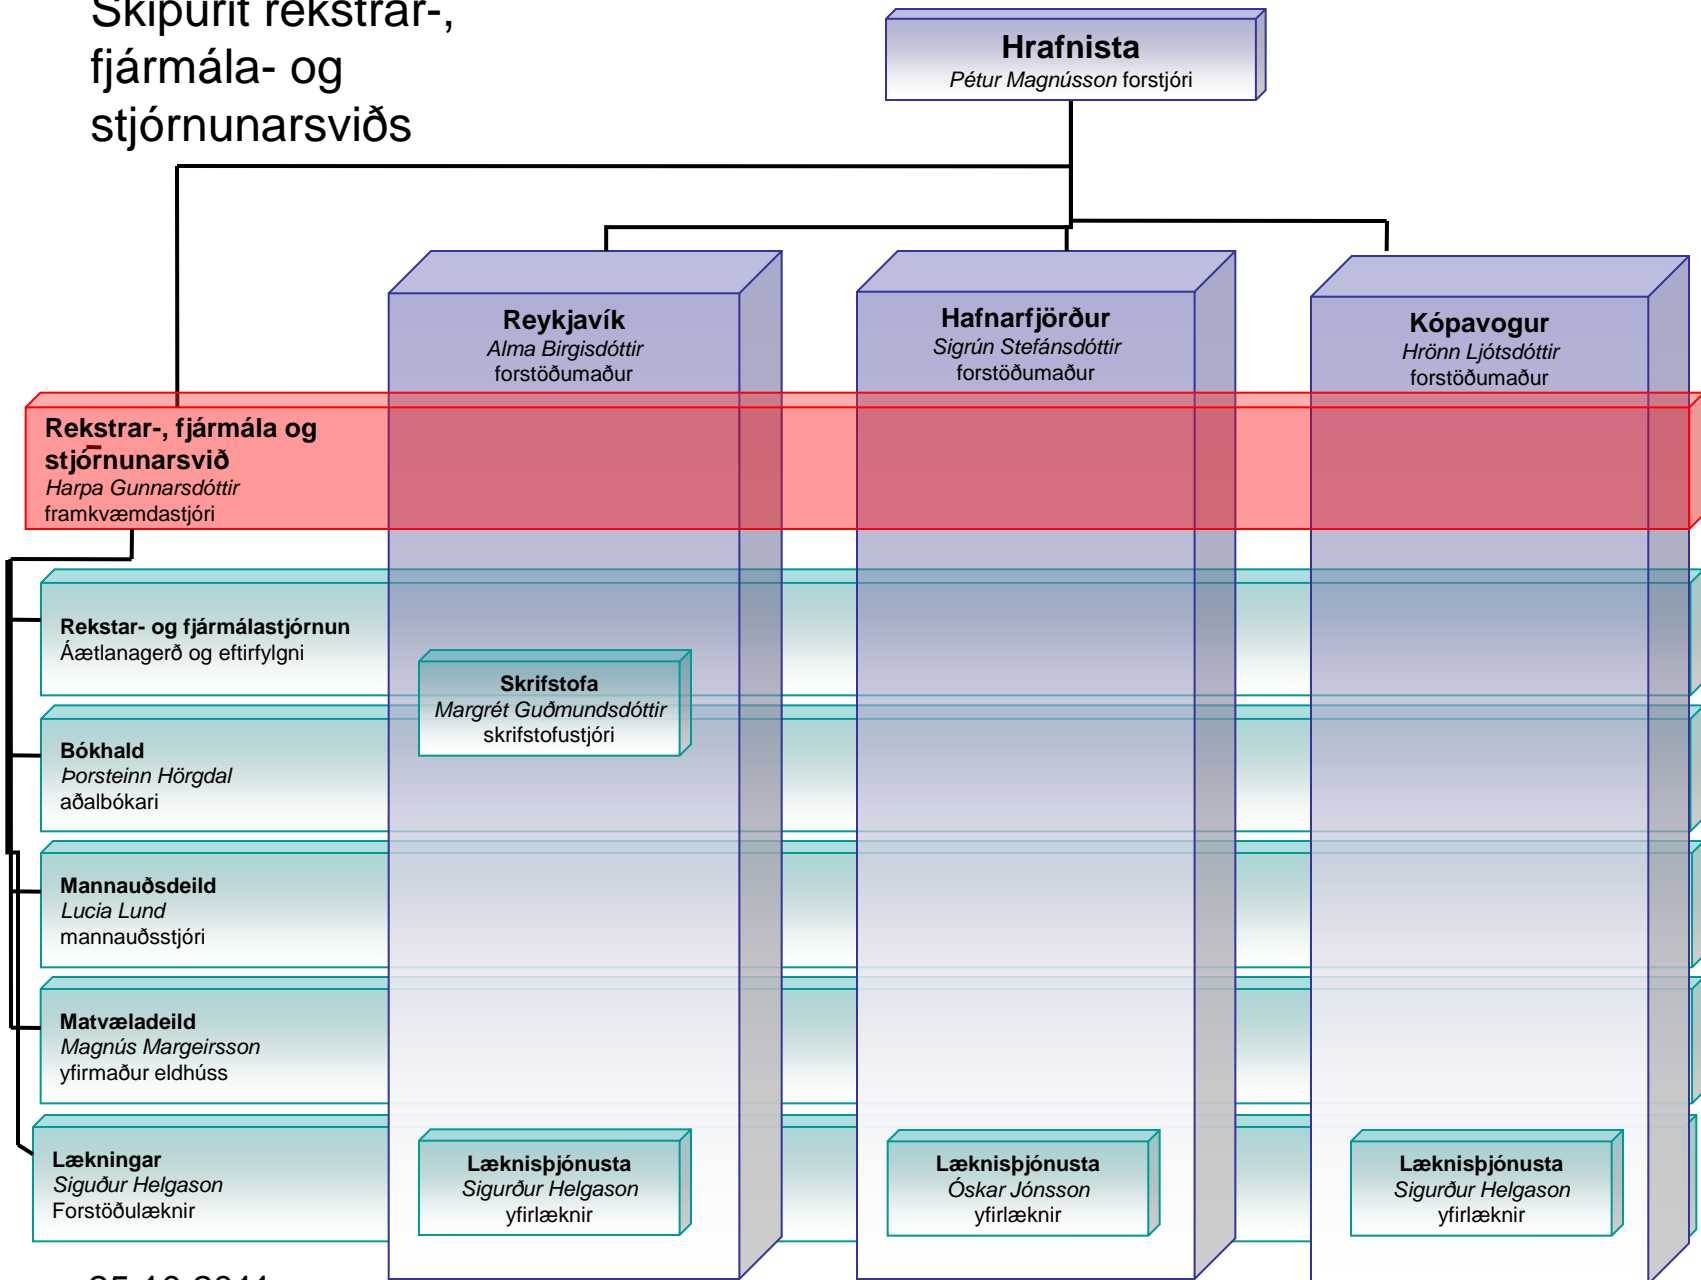 Skipurit rekstrar-,
fjármála- og
stjórnunarsviðs
Hrafnista
Pétur Magnússon forstjóri
Reykjavík
Alma Birgisdóttir
forstöðumaður
Hafnarfjörður
Sigrún Stefánsdóttir
forstöðumaður
Kópavogur
Hrönn Ljótsdóttir
forstöðumaður
Rekstrar-, fjármála og
stjórnunarsvið
Harpa Gunnarsdóttir
framkvæmdastjóri
Rekstar- og fjármálastjórnun
Áætlanagerð og eftirfylgni
Skrifstofa
Margrét Guðmundsdóttir
skrifstofustjóri
Bókhald
Þorsteinn Hörgdal
aðalbókari
Mannauðsdeild
Lucia Lund
mannauðsstjóri
Matvæladeild
Magnús Margeirsson
yfirmaður eldhúss
Lækningar
Siguður Helgason
Forstöðulæknir
Læknisþjónusta
Sigurður Helgason
yfirlæknir
Læknisþjónusta
Óskar Jónsson
yfirlæknir
Læknisþjónusta
Sigurður Helgason
yfirlæknir